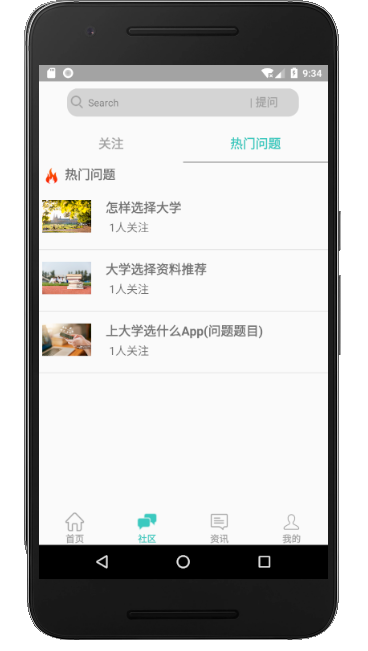 9:34
Search | 提问
关注 热门问题
热门问题
怎样选择大学
1人关注
大学选择资料推荐
1人关注
上大学选什么App(问题题目)
1人关注
首页 社区 资讯 我的